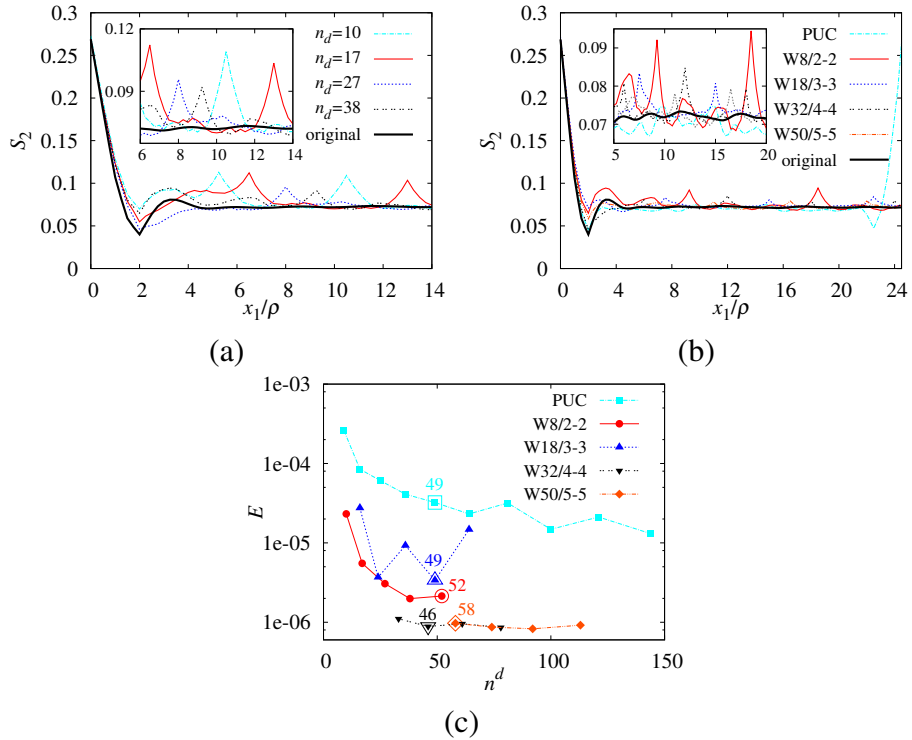 0.3
0.25
0.2
0.15
0.1
0.05
0
S2
0 2 4 6 8 10 12 14
x1/ρ
nd=10
nd=17
nd=27
nd=38
original
0.12
0.09
6 8 10 12 14
(a)
0.3
0.25
0.2
0.15
0.1
0.05
0
S2
0 4 8 12 16 20 24
x1/ρ
PUC
W8/2-2
W18/3-3
W32/4-4
W50/5-5
original
0.09
0.08
0.07
5 10 15 20
(b)
1e-03
1e-04
1e-05
1e-06
E
0 50 100 150
n^d
PUC
W8/2-2
W18/3-3
W32/4-4
W50/5-5
49
49
52
46
58
(c)